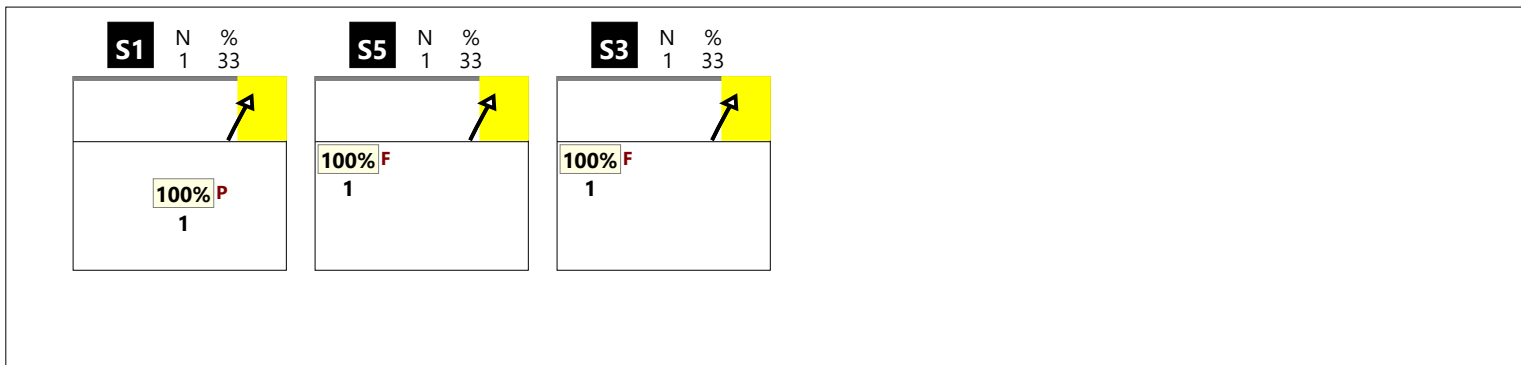 S1 N % S5 N % S3 N %
1 33 1 33 1 33
100% F 100% F
1 1
100% P
1